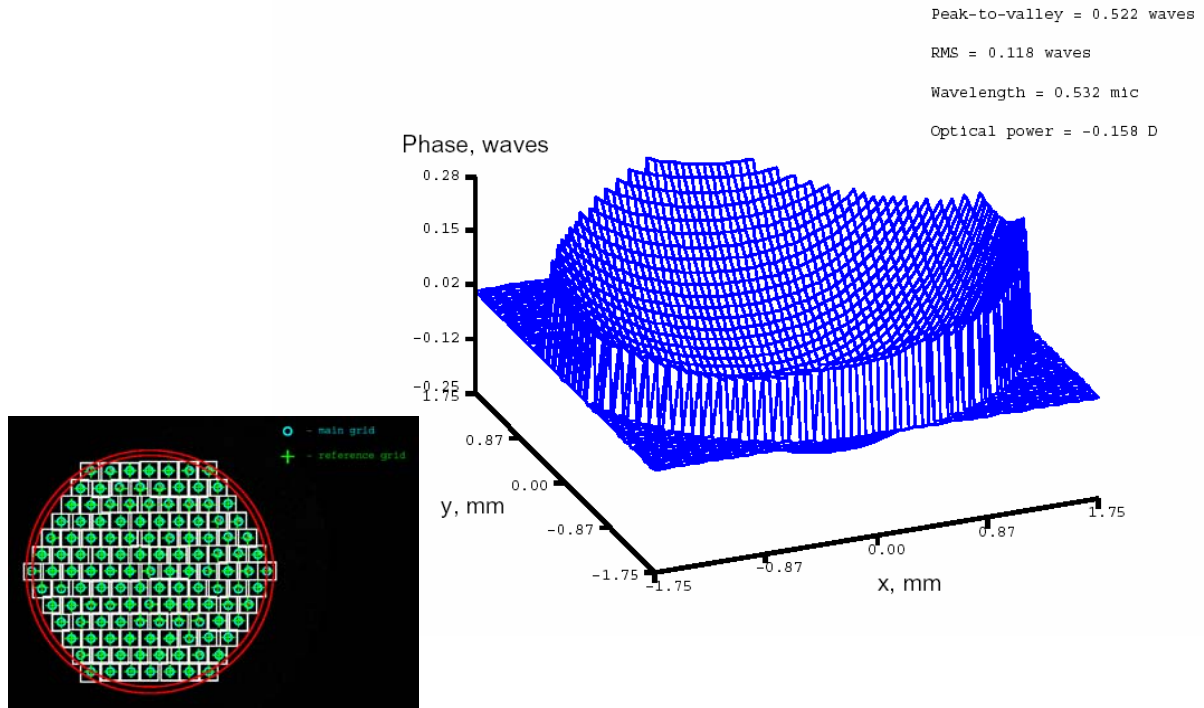 Peak-to-valley = 0.522 waves
RMS = 0.118 waves
Wavelength = 0.532 mic
Optical power = -0.158 D
Phase, waves
0.28
0.15
0.02
-0.12
-0.25
1.75
0.87
0.00
-0.87
-1.75
y, mm
-1.75
-0.87
0.00
0.87
1.75
x, mm
- main grid
- reference grid